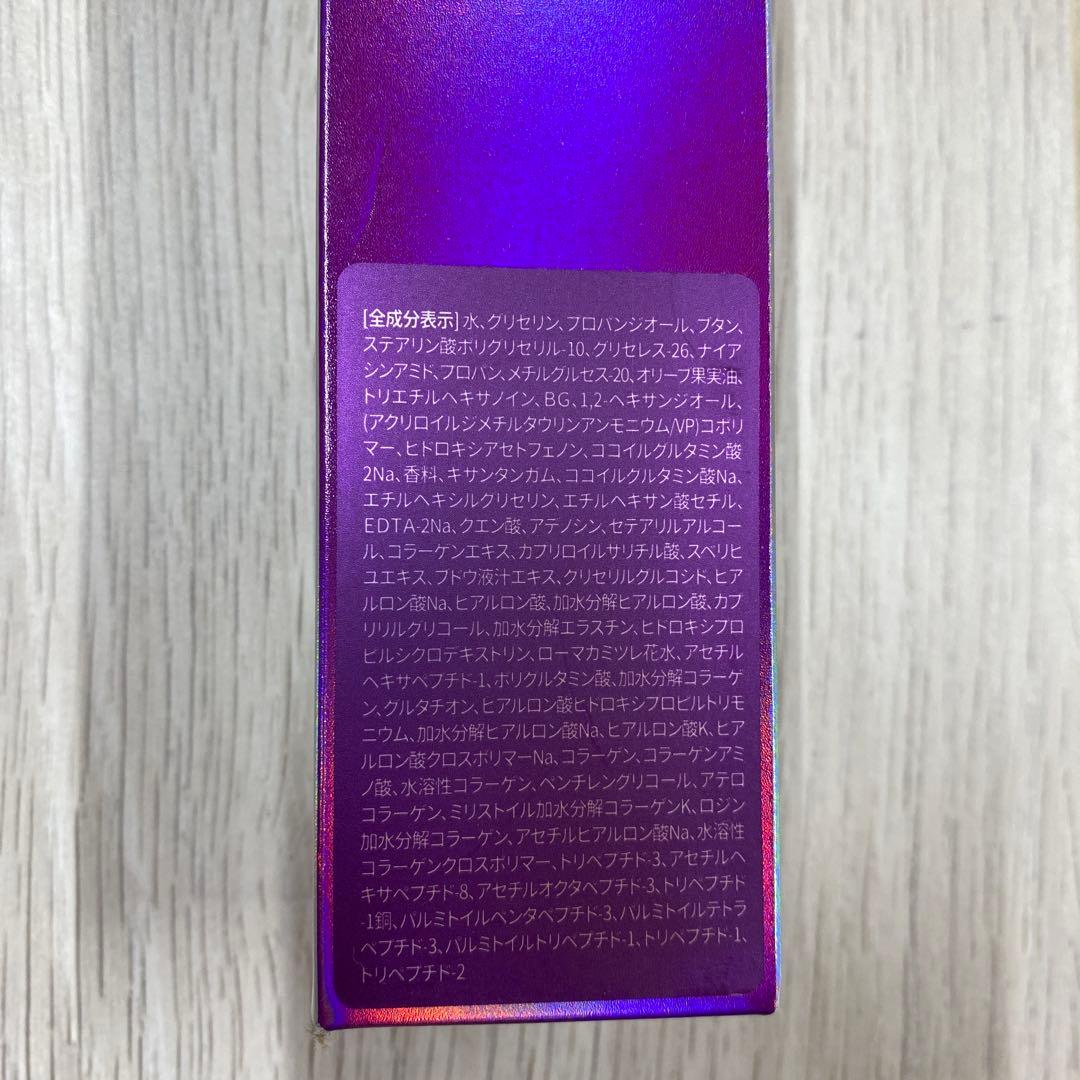 [全成分表示]水、グリセリン、プロパンジオール、ブタン、
ステアリン酸ポリグリセリル-10、グリセレス-26、ナイア
シンアミド、プロパン、メチルグルセス-20、オリーブ果実油、
トリエチルヘキサノイン、BG、1,2-ヘキサンジオール、
(アクリロイルジメチルタウリンアンモニウム/VP)コポリ
マー、ヒドロキシアセトフェノン、ココイルグルタミン酸
2Na、香料、キサンタンガム、ココイルグルタミン酸Na、
エチルヘキシルグリセリン、エチルヘキサン酸セチル、
EDTA-2Na、クエン酸、アデノシン、セテアリルアルコー
ル、コラーゲンエキス、カプリロイルサリチル酸、スベリヒ
ユエキス、ブドウ液汁エキス、グリセリルグルコシド、ヒア
ルロン酸Na、ヒアルロン酸、加水分解ヒアルロン酸、カプ
リリルグリコール、加水分解エラスチン、ヒドロキシプロ
ピルシクロデキストリン、ローマカミツレ花水、アセチル
ヘキサペプチド-1、ポリグルタミン酸、加水分解コラーゲ
ン、グルタチオン、ヒアルロン酸ヒドロキシプロピルトリモ
ニウム、加水分解ヒアルロン酸Na、ヒアルロン酸K、ヒア
ルロン酸クロスポリマーNa、コラーゲン、コラーゲンアミ
ノ酸、水溶性コラーゲン、ペンチレングリコール、アテロ
コラーゲン、ミリストイル加水分解コラーゲンK、ロジン
加水分解コラーゲン、アセチルヒアルロン酸Na、水溶性
コラーゲンクロスポリマー、トリペプチド-3、アセチルヘ
キサペプチド-8、アセチルオクタペプチド-3、トリペプチド
-1銅、パルミトイルペンタペプチド-3、パルミトイルテトラ
ペプチド-3、パルミトイルトリペプチド-1、トリペプチド-1、
トリペプチド-2